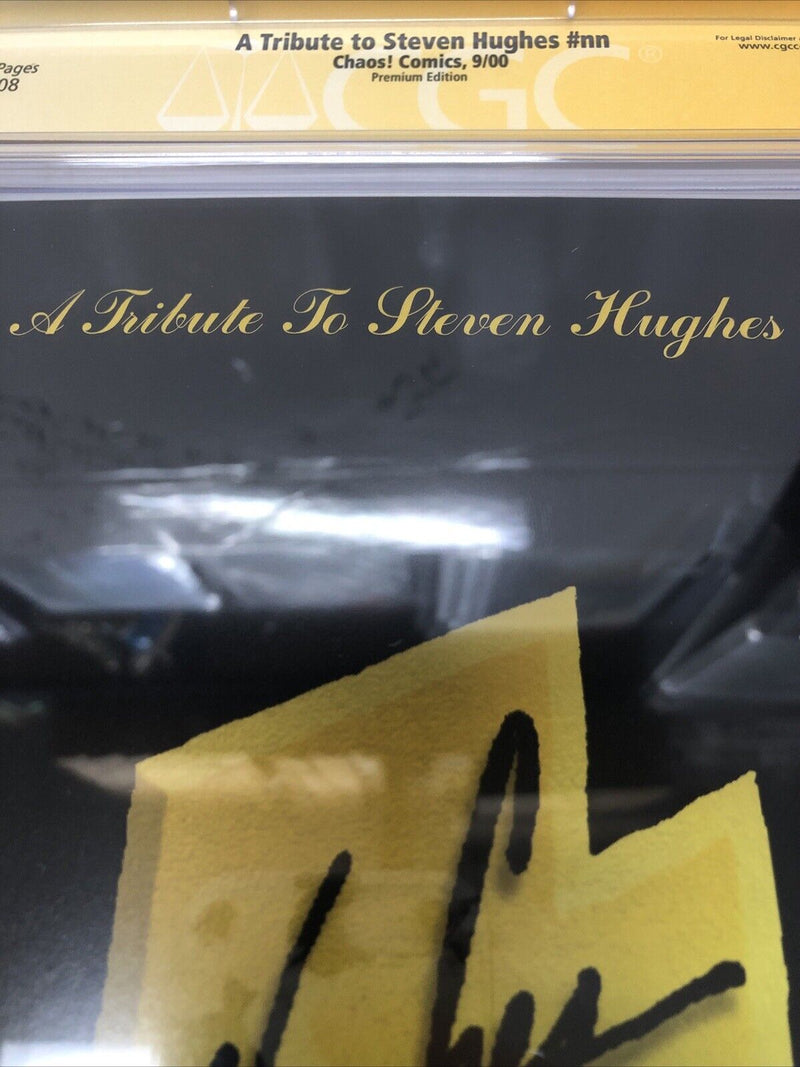 A Tribute to Steven Hughes #nn
Chaos! Comics, 9/00
Premium Edition
Pages
08
For Legal Disclaimer
www.cgcc
CGC®
A Tribute To Steven Hughes